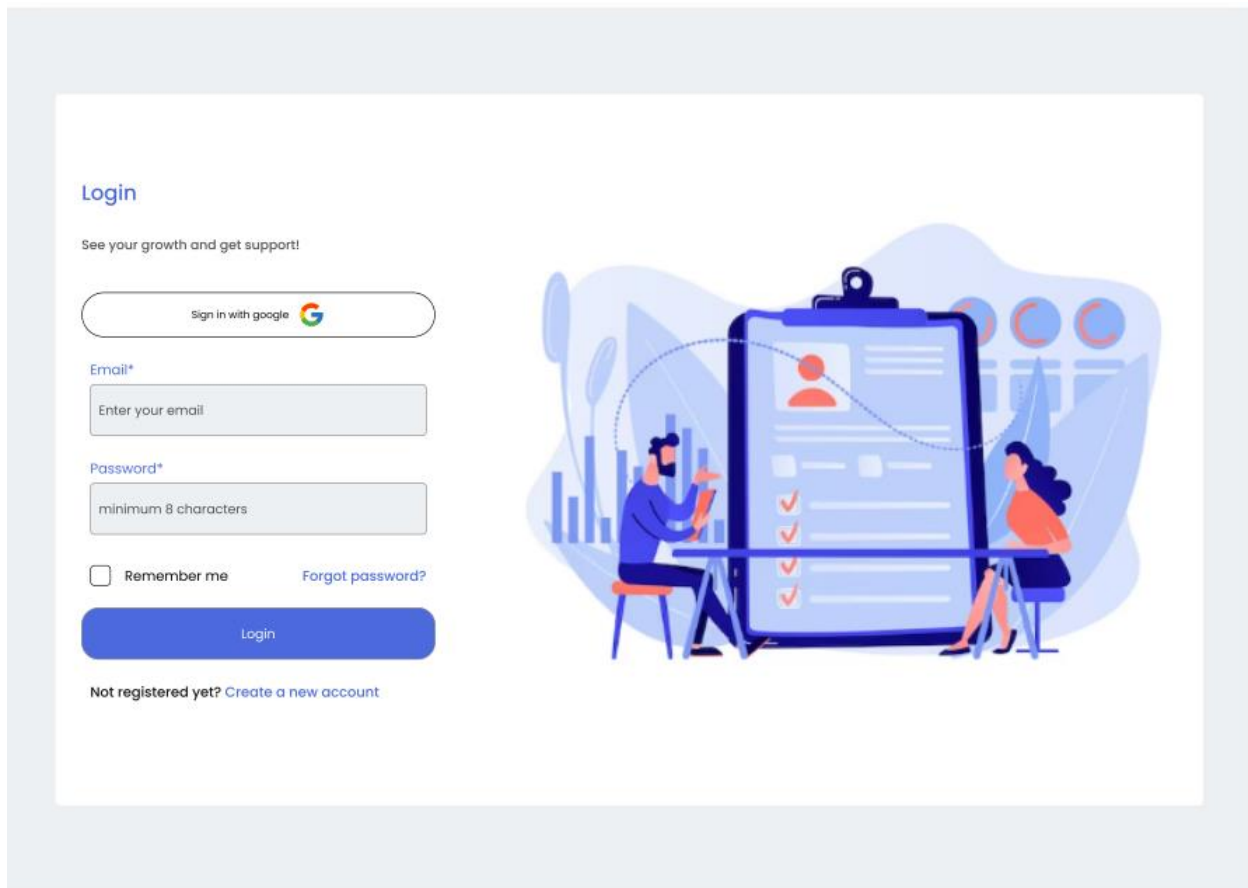 Login
See your growth and get support!
Sign in with google
Email*
Enter your email
Password*
minimum 8 characters
Remember me Forgot password?
Login
Not registered yet? Create a new account